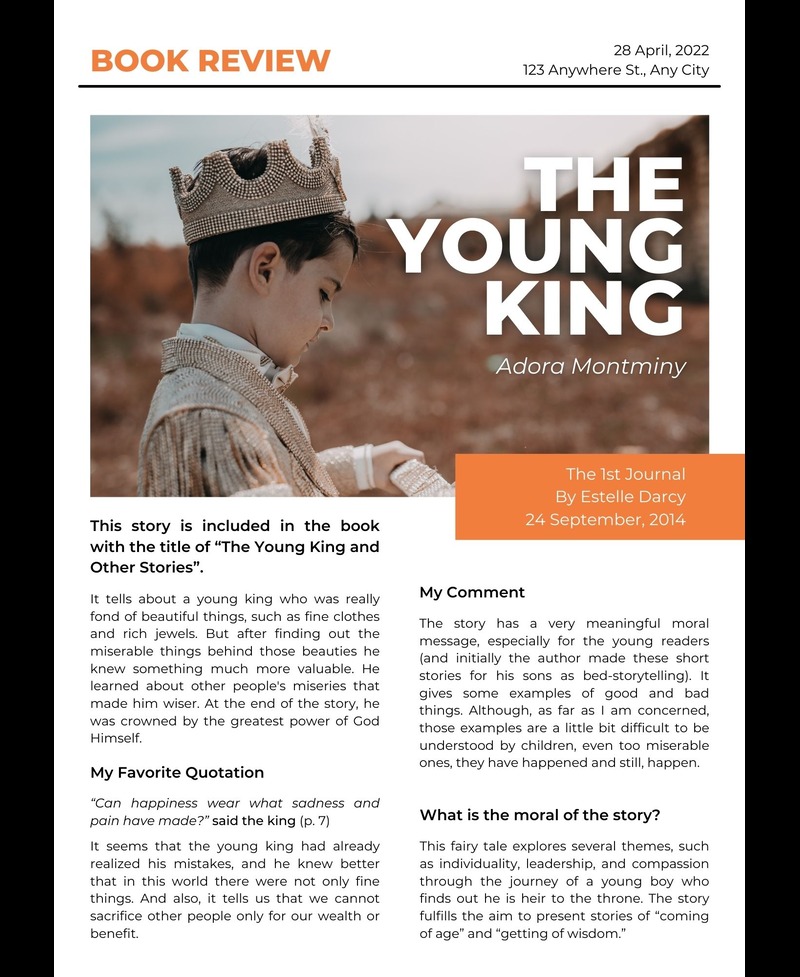 BOOK REVIEW
28 April, 2022
123 Anywhere St., Any City
THE
YOUNG
KING
Adora Montminy
The 1st Journal
By Estelle Darcy
24 September, 2014
This story is included in the book
with the title of “The Young King and
Other Stories”.
It tells about a young king who was really
fond of beautiful things, such as fine clothes
and rich jewels. But after finding out the
miserable things behind those beauties he
knew something much more valuable. He
learned about other people's miseries that
made him wiser. At the end of the story, he
was crowned by the greatest power of God
Himself.
My Favorite Quotation
“Can happiness wear what sadness and
pain have made?” said the king (p. 7)
It seems that the young king had already
realized his mistakes, and he knew better
that in this world there were not only fine
things. And also, it tells us that we cannot
sacrifice other people only for our wealth or
benefit.
My Comment
The story has a very meaningful moral
message, especially for the young readers
(and initially the author made these short
stories for his sons as bed-storytelling). It
gives some examples of good and bad
things. Although, as far as I am concerned,
those examples are a little bit difficult to be
understood by children, even too miserable
ones, they have happened and still, happen.
What is the moral of the story?
This fairy tale explores several themes, such
as individuality, leadership, and compassion
through the journey of a young boy who
finds out he is heir to the throne. The story
fulfills the aim to present stories of “coming
of age” and “getting of wisdom.”